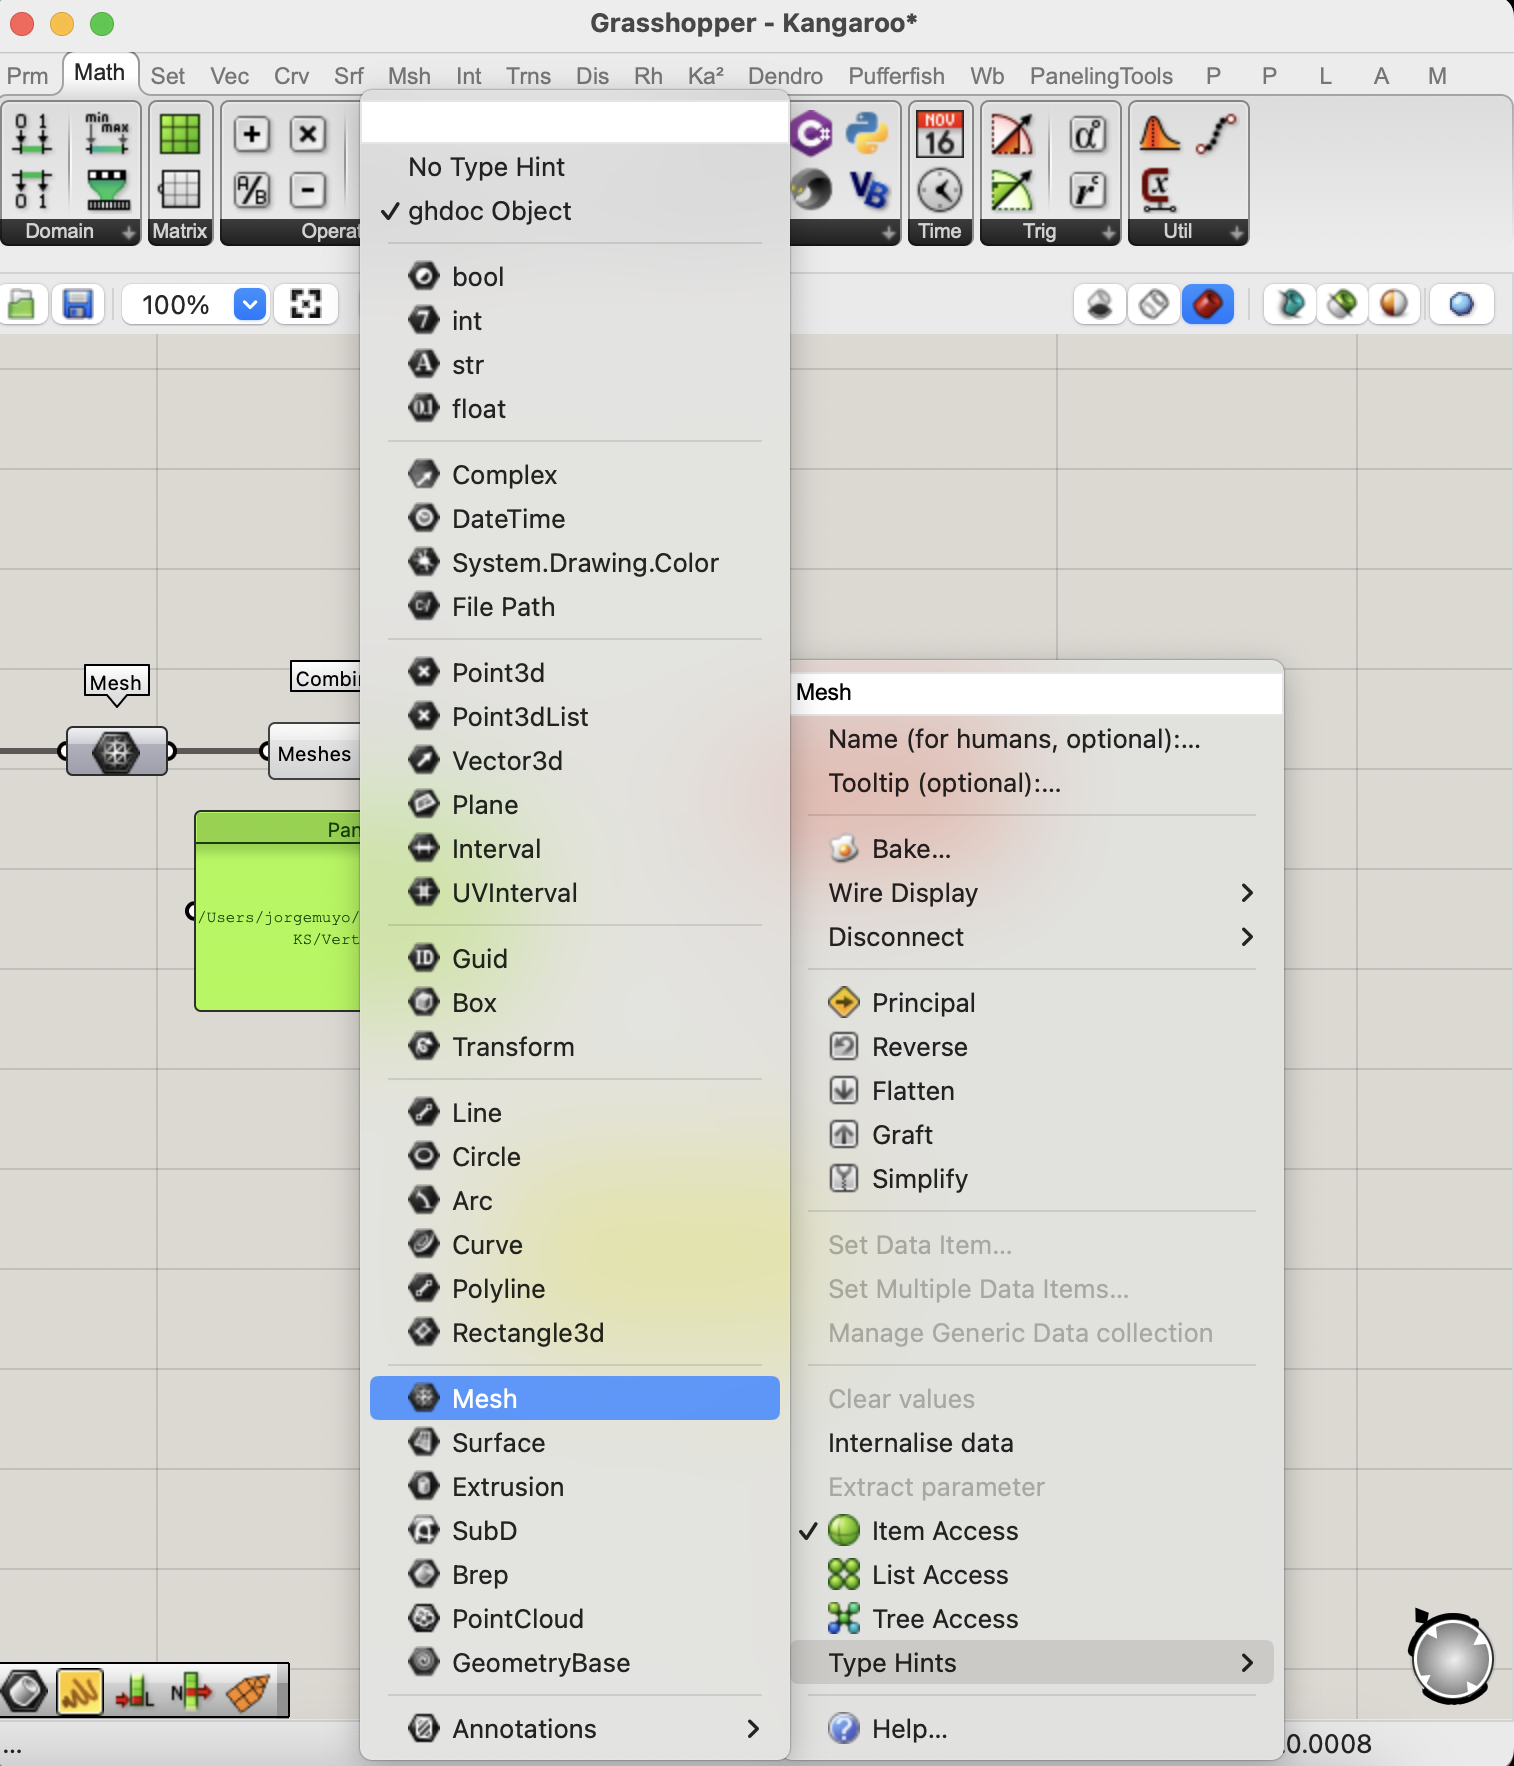 Grasshopper - Kangaroo*
Prm Math Set Vec Crv Srf Msh Int Trns Dis Rh Ka² Dendro Pufferfish Wb PanelingTools P P L A M
Domain
Matrix
Operat
Time
Trig
Util
100%
No Type Hint
ghdoc Object
bool
int
str
float
Complex
DateTime
System.Drawing.Color
File Path
Point3d
Point3dList
Vector3d
Plane
Interval
UVInterval
Guid
Box
Transform
Line
Circle
Arc
Curve
Polyline
Rectangle3d
Mesh
Surface
Extrusion
SubD
Brep
PointCloud
GeometryBase
Annotations
Mesh
Name (for humans, optional):...
Tooltip (optional):...
Bake...
Wire Display
Disconnect
Principal
Reverse
Flatten
Graft
Simplify
Set Data Item...
Set Multiple Data Items...
Manage Generic Data collection
Clear values
Internalise data
Extract parameter
Item Access
List Access
Tree Access
Type Hints
Help...
Mesh
Combi
Meshes
Pan
/Users/jorgemuyo/
KS/Vert
...
.0.0008